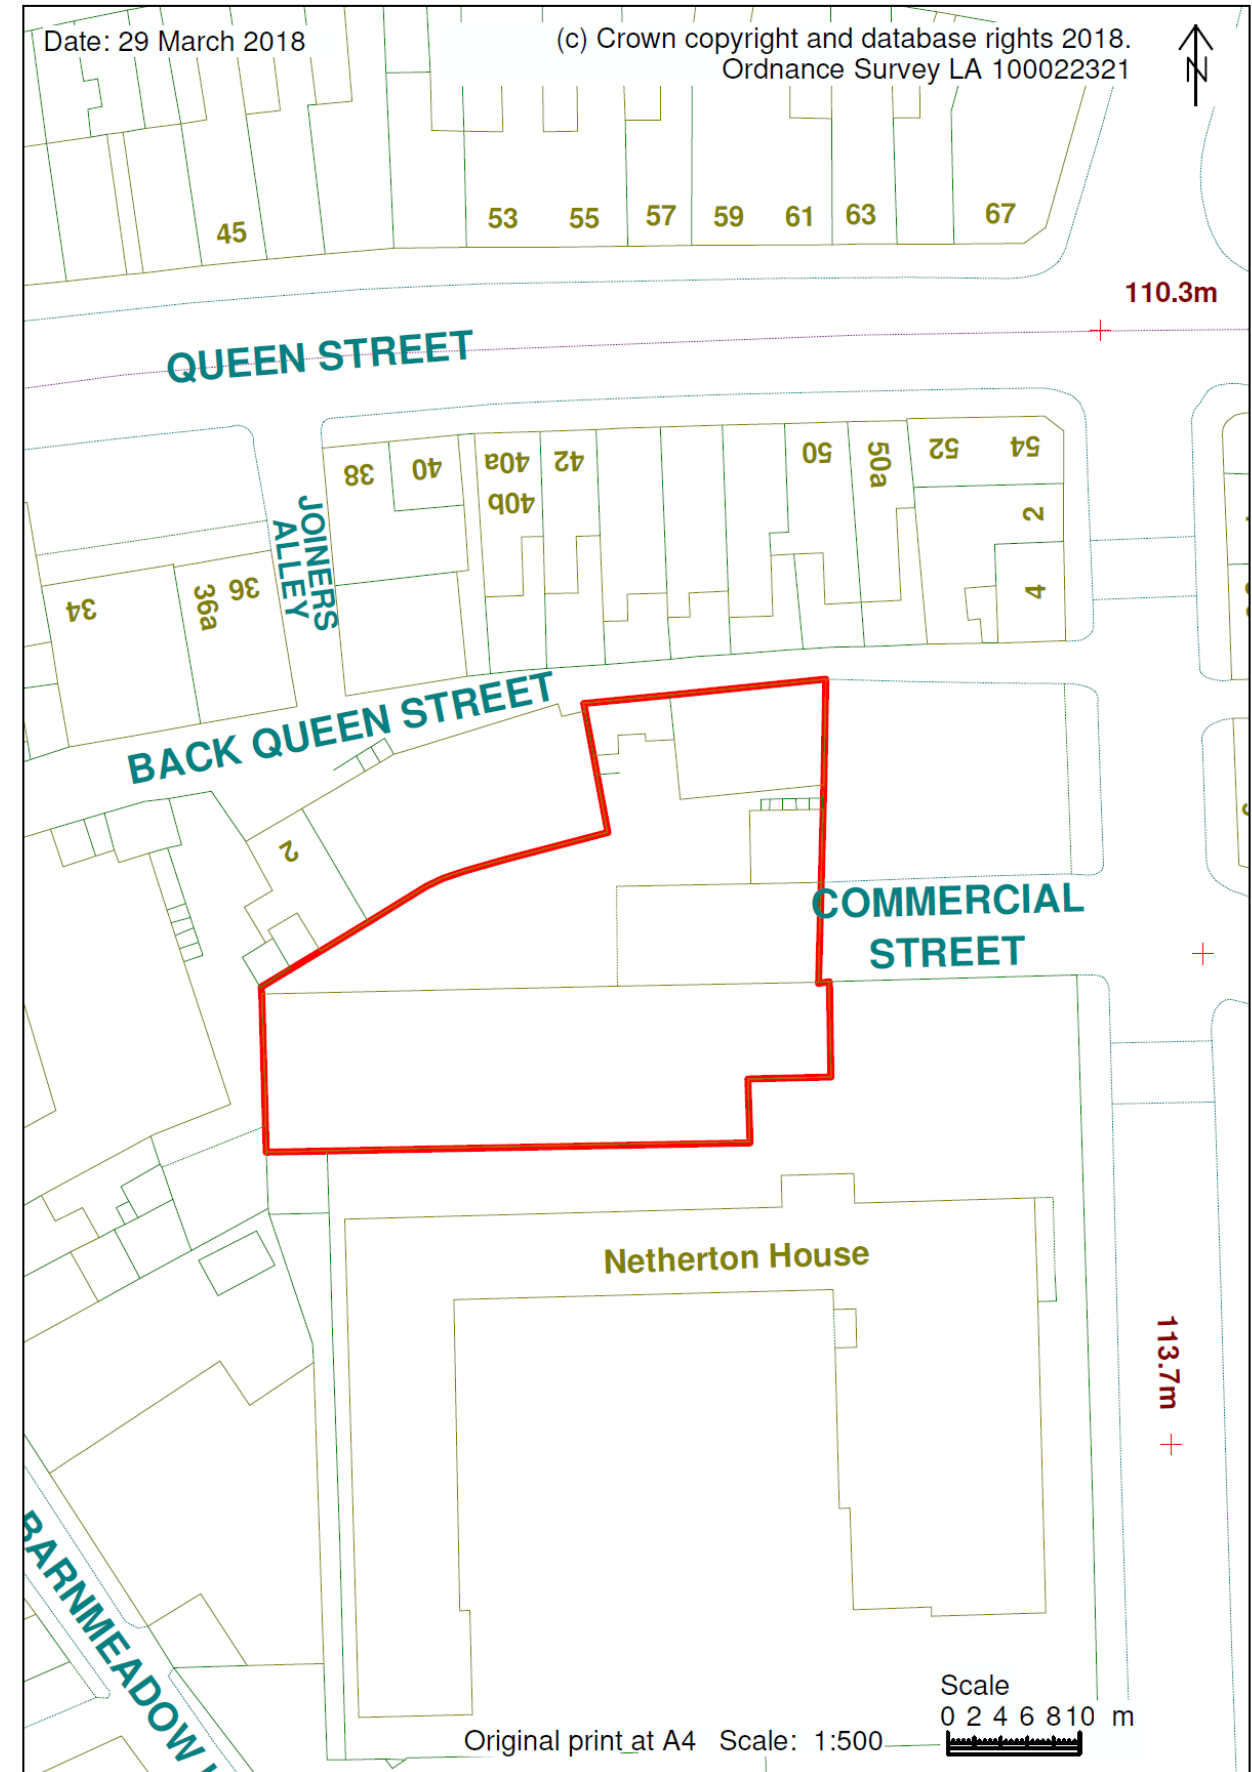 Date: 29 March 2018
(c) Crown copyright and database rights 2018.
Ordnance Survey LA 100022321
N
45
53
55
57
59
61
63
67
110.3m
QUEEN STREET
38
40
40a
40b
42
50
50a
52
54
2
4
JOINERS
ALLEY
34
36a
36
BACK QUEEN STREET
2
COMMERCIAL
STREET
Netherton House
113.7m
BARNMEADOW
Scale
0 2 4 6 8 10 m
Original print at A4 Scale: 1:500